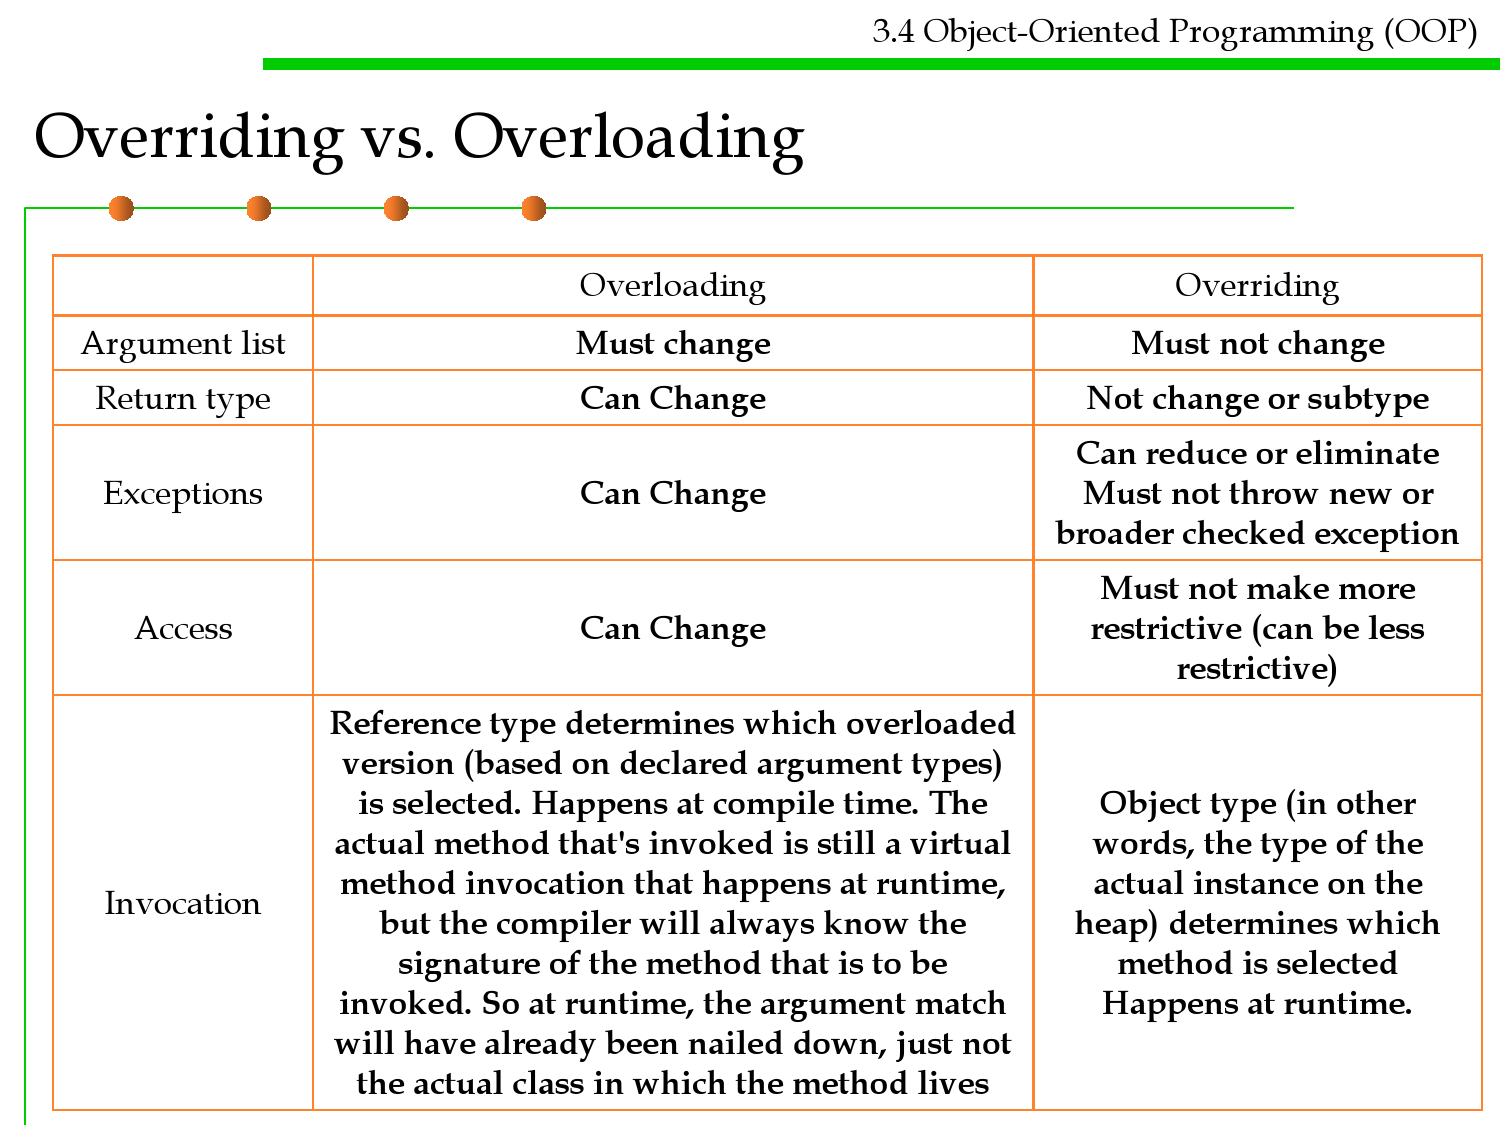 3.4 Object-Oriented Programming (OOP)
Overriding vs. Overloading
Overloading
Overriding
Argument list
Must change
Must not change
Return type
Can Change
Not change or subtype
Exceptions
Can Change
Can reduce or eliminate
Must not throw new or
broader checked exception
Access
Can Change
Must not make more
restrictive (can be less
restrictive)
Invocation
Reference type determines which overloaded
version (based on declared argument types)
is selected. Happens at compile time. The
actual method that's invoked is still a virtual
method invocation that happens at runtime,
but the compiler will always know the
signature of the method that is to be
invoked. So at runtime, the argument match
will have already been nailed down, just not
the actual class in which the method lives
Object type (in other
words, the type of the
actual instance on the
heap) determines which
method is selected
Happens at runtime.